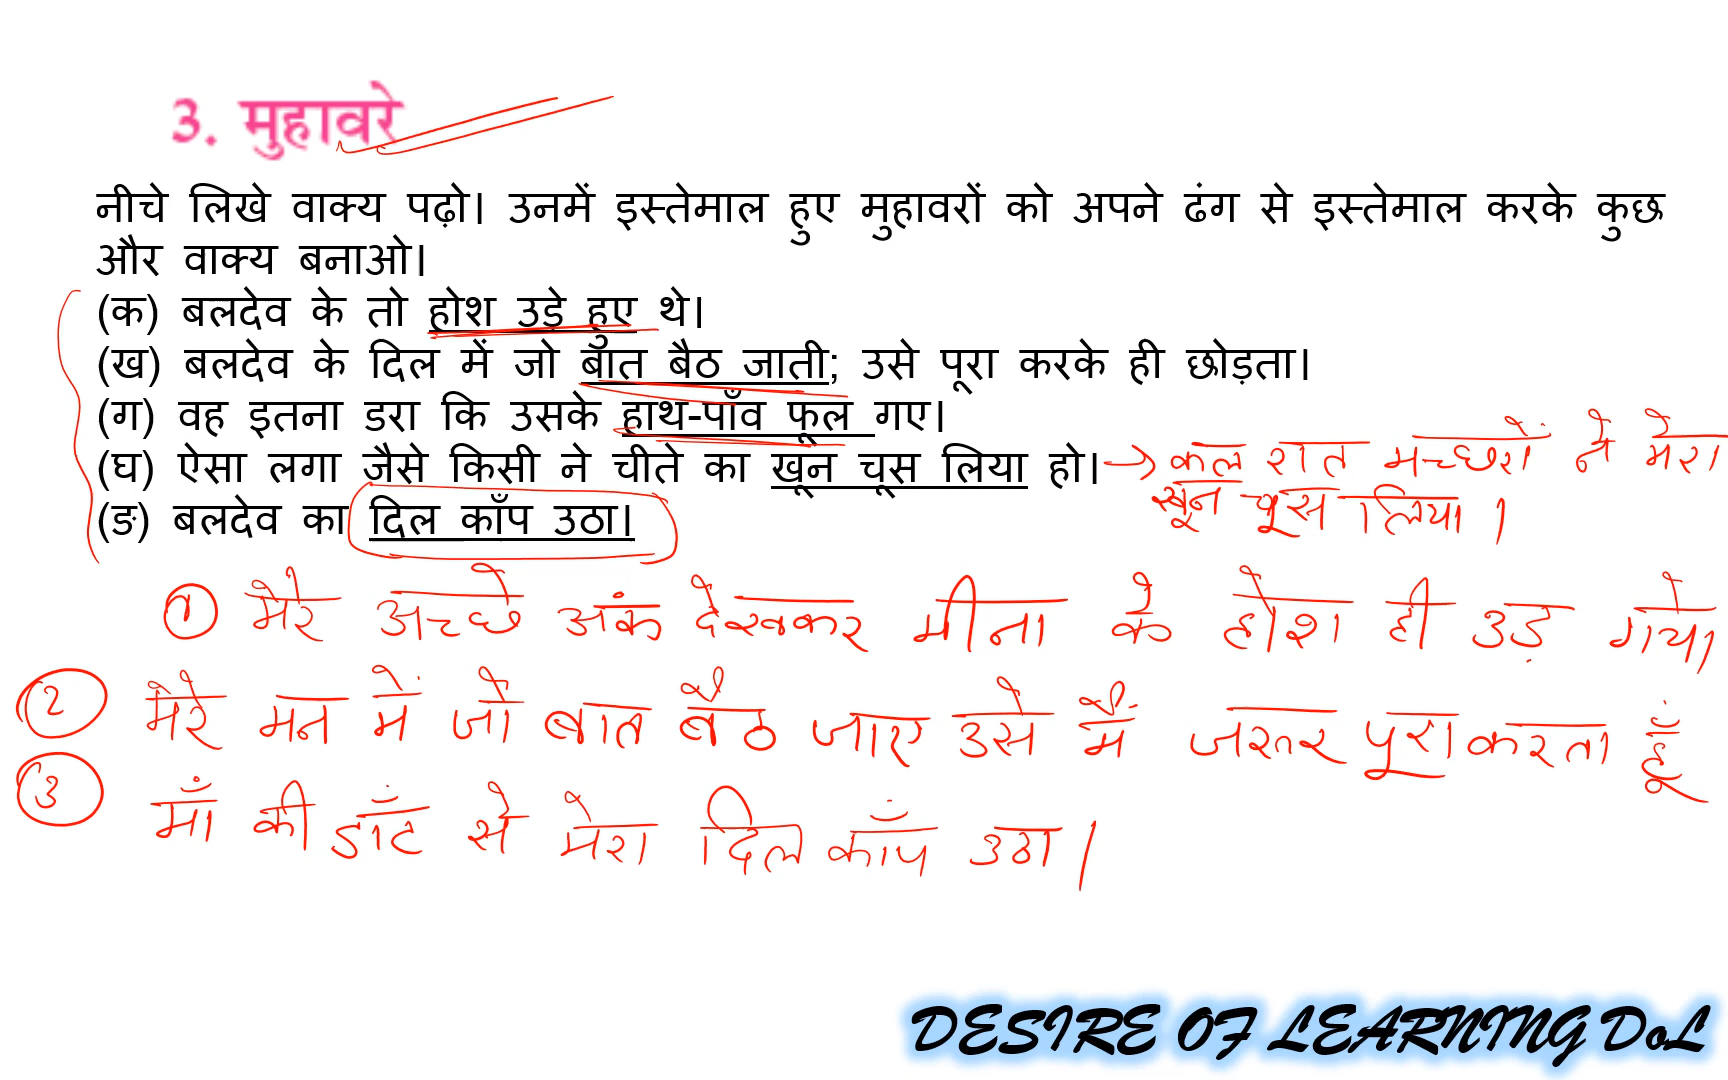 3. मुहावरे
नीचे लिखे वाक्य पढ़ो। उनमें इस्तेमाल हुए मुहावरों को अपने ढंग से इस्तेमाल करके कुछ
और वाक्य बनाओ।
(क) बलदेव के तो होश उड़े हुए थे।
(ख) बलदेव के दिल में जो बात बैठ जाती; उसे पूरा करके ही छोड़ता।
(ग) वह इतना डरा कि उसके हाथ-पाँव फूल गए।
(घ) ऐसा लगा जैसे किसी ने चीते का खून चूस लिया हो। → कल रात मच्छरों ने मेरा
खून चूस लिया।
(ङ) बलदेव का दिल काँप उठा।
1 मेरे अच्छे अंक देखकर मीना के होश ही उड़ गये।
2 मेरे मन में जो बात बैठ जाए उसे मैं जरूर पूरा करता हूँ
3 माँ की डाँट से मेरा दिल काँप उठा।
DESIRE OF LEARNING DoL